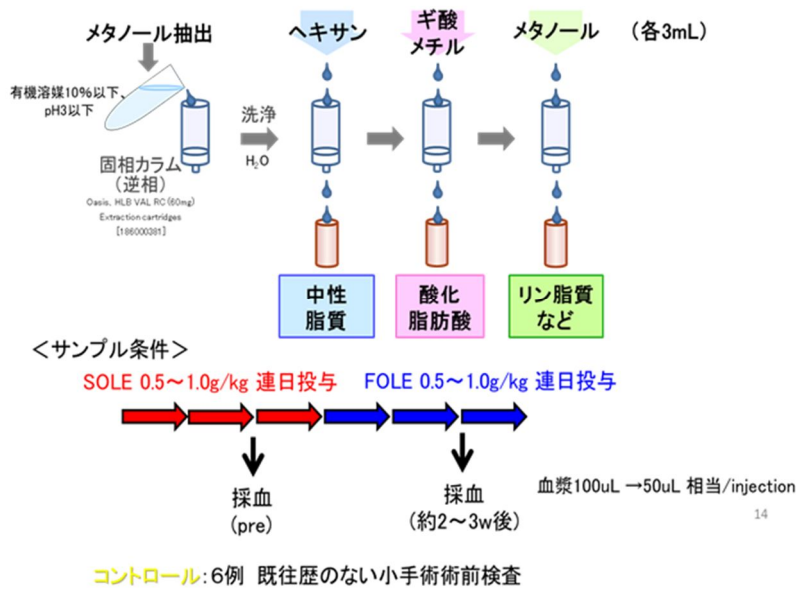 メタノール抽出
ヘキサン
ギ酸
メチル
メタノール
(各3mL)
有機溶媒10%以下、
pH3以下
洗浄
H₂O
固相カラム
(逆相)
Oasis, HLB VAL RC (60mg)
Extraction cartridges
[186000381]
中性
脂質
酸化
脂肪酸
リン脂質
など
<サンプル条件>
SOLE 0.5~1.0g/kg 連日投与
FOLE 0.5~1.0g/kg 連日投与
採血
(pre)
採血
(約2~3w後)
血漿100uL →50uL 相当/injection
14
コントロール:6例 既往歴のない小手術術前検査